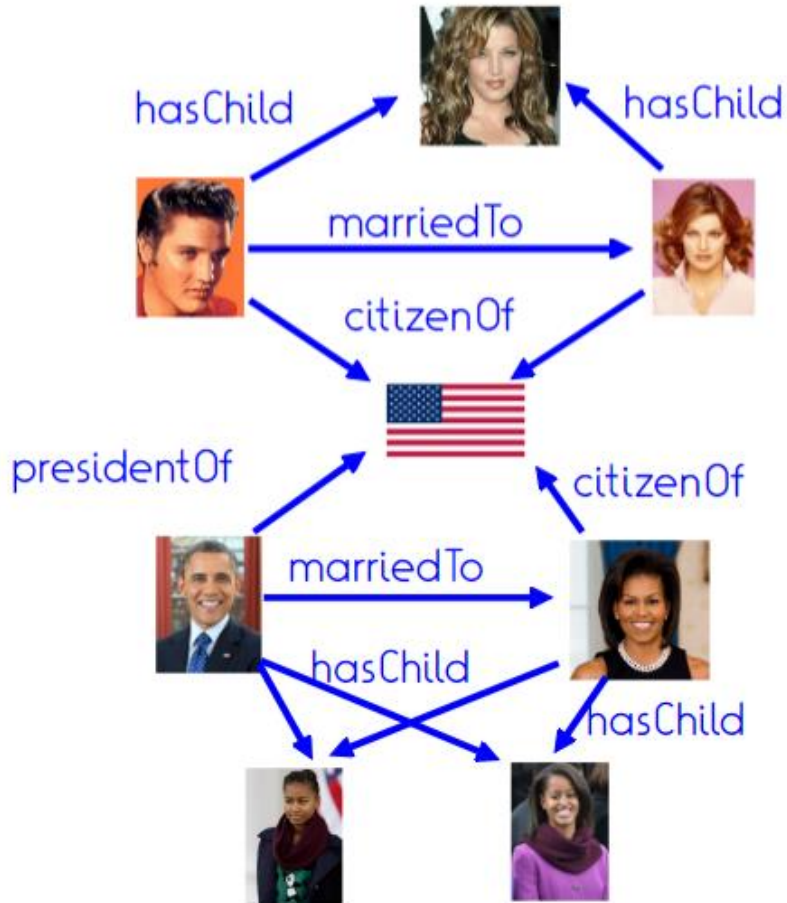 hasChild
hasChild
marriedTo
citizenOf
presidentOf
citizenOf
marriedTo
hasChild
hasChild